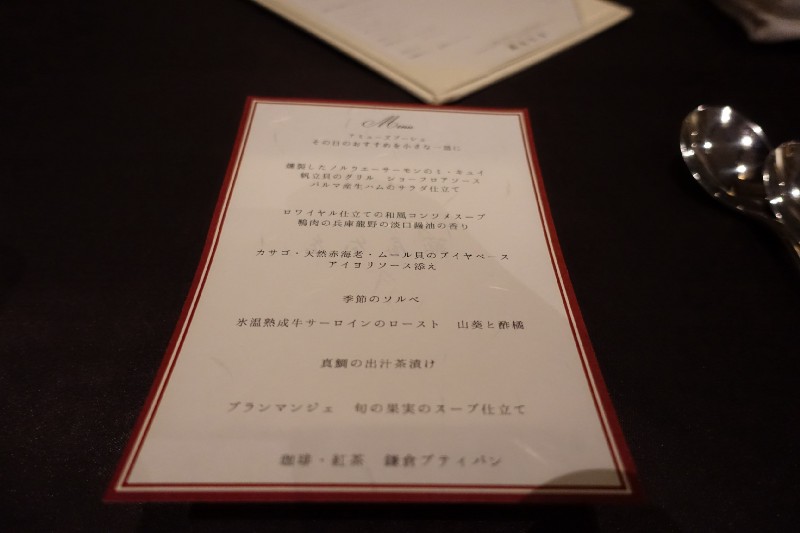 Menu
アミューズブーシュ
その日のおすすめを小さな一皿に
燻製したノルウェーサーモンのミ・キュイ
帆立貝のグリル　ショーフロアソース
パルマ産生ハムのサラダ仕立て
ロワイヤル仕立ての和風コンソメスープ
鴨肉の兵庫龍野の淡口醤油の香り
カサゴ・天然赤海老・ムール貝のブイヤベース
アイヨリソース添え
季節のソルベ
氷温熟成牛サーロインのロースト　山葵と酢橘
真鯛の出汁茶漬け
ブランマンジェ　旬の果実のスープ仕立て
珈琲・紅茶　鎌倉プティパン